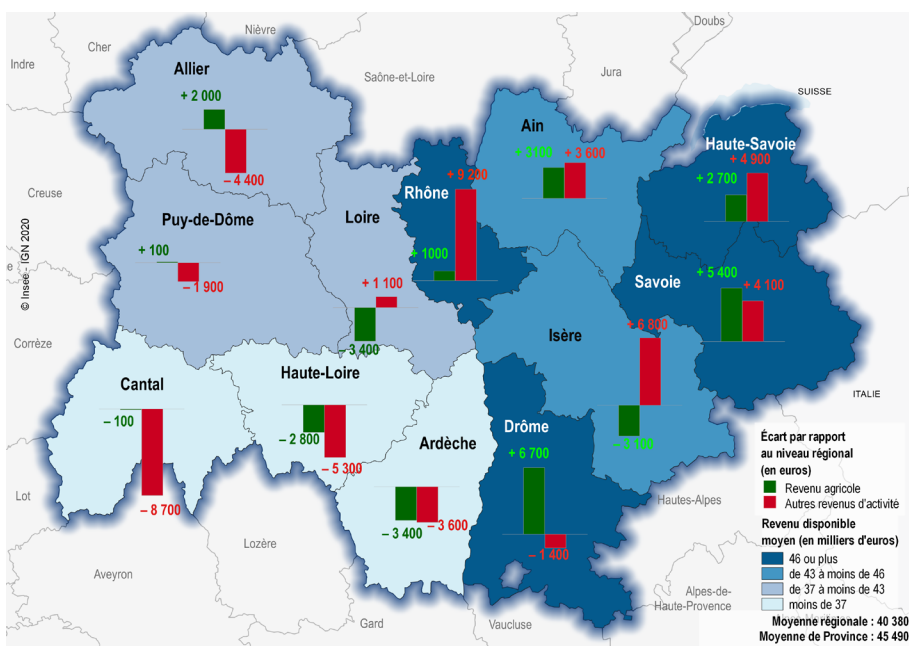 Doubs
Nièvre
Cher
Indre
Allier
Saône-et-Loire
Jura
SUISSE
+ 2 000
Ain
Haute-Savoie
+ 3100
+ 3 600
+ 4 900
+ 9 200
+ 2 700
– 4 400
Creuse
Rhône
Puy-de-Dôme
Loire
+ 100
+ 1000
e
+ 5 400
Savoie
+ 1 100
+ 4 100
– 1 900
© Insee - IGN 2020
+ 6 800
Isère
– 3 400
Corrèze
Haute-Loire
Cantal
ITALIE
– 100
– 2 800
Drôme
Ardèche
– 3 100
+ 6 700
– 5 300
Lot
– 8 700
Hautes-Alpes
– 3 400
– 3 600
Lozère
– 1 400
Aveyron
Alpes-de-
Haute-Provence
Gard
Vaucluse
Écart par rapport
au niveau régional
(en euros)
Revenu agricole
Autres revenus d'activité
Revenu disponible
moyen (en milliers d'euros)
46 ou plus
de 43 à moins de 46
de 37 à moins de 43
moins de 37
Moyenne régionale : 40 380
Moyenne de Province : 45 490